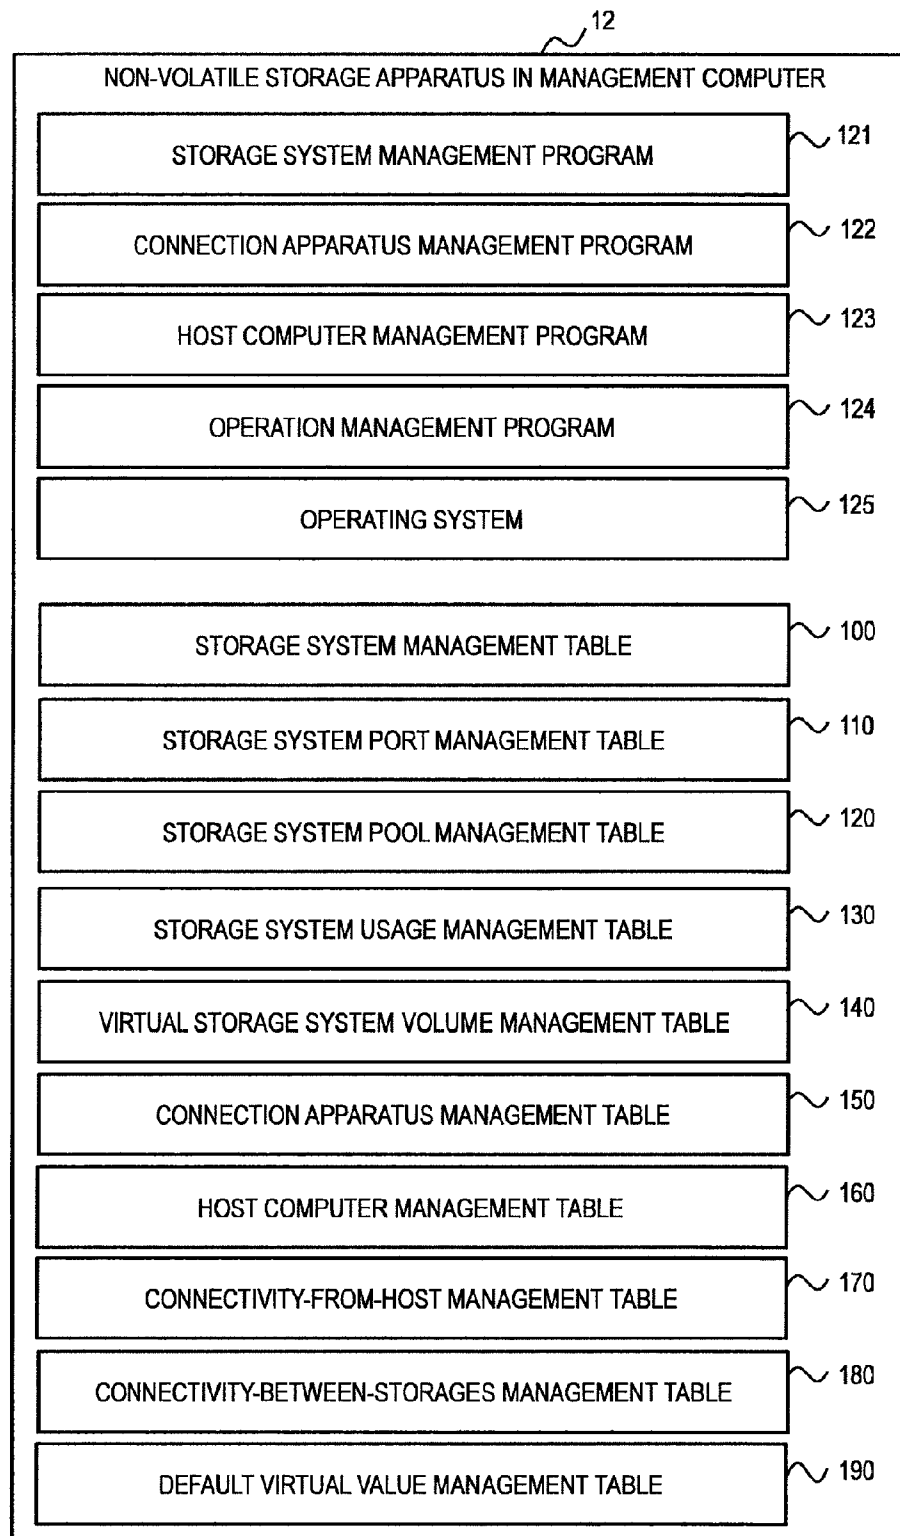 12
NON-VOLATILE STORAGE APPARATUS IN MANAGEMENT COMPUTER
STORAGE SYSTEM MANAGEMENT PROGRAM 121
CONNECTION APPARATUS MANAGEMENT PROGRAM 122
HOST COMPUTER MANAGEMENT PROGRAM 123
OPERATION MANAGEMENT PROGRAM 124
OPERATING SYSTEM 125
STORAGE SYSTEM MANAGEMENT TABLE 100
STORAGE SYSTEM PORT MANAGEMENT TABLE 110
STORAGE SYSTEM POOL MANAGEMENT TABLE 120
STORAGE SYSTEM USAGE MANAGEMENT TABLE 130
VIRTUAL STORAGE SYSTEM VOLUME MANAGEMENT TABLE 140
CONNECTION APPARATUS MANAGEMENT TABLE 150
HOST COMPUTER MANAGEMENT TABLE 160
CONNECTIVITY-FROM-HOST MANAGEMENT TABLE 170
CONNECTIVITY-BETWEEN-STORAGES MANAGEMENT TABLE 180
DEFAULT VIRTUAL VALUE MANAGEMENT TABLE 190